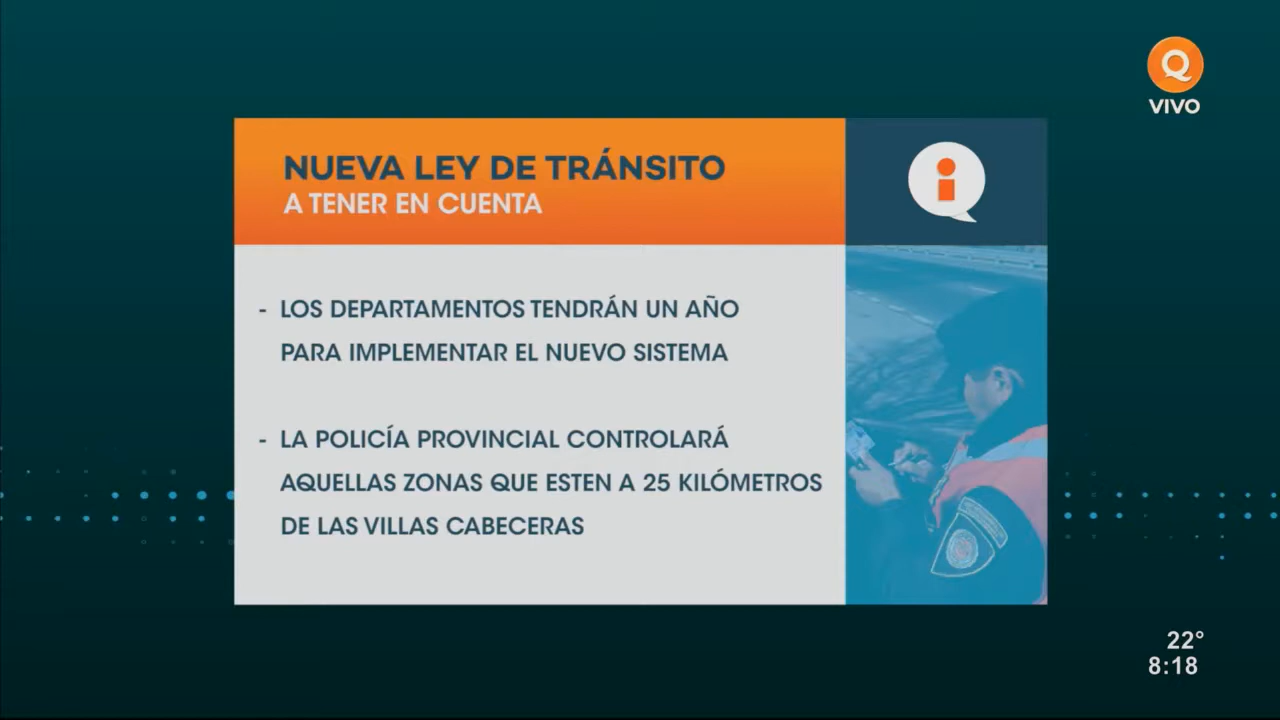 Q
VIVO
NUEVA LEY DE TRÁNSITO
A TENER EN CUENTA
i
- LOS DEPARTAMENTOS TENDRÁN UN AÑO
PARA IMPLEMENTAR EL NUEVO SISTEMA
- LA POLICÍA PROVINCIAL CONTROLARÁ
AQUELLAS ZONAS QUE ESTEN A 25 KILÓMETROS
DE LAS VILLAS CABECERAS
22°
8:18